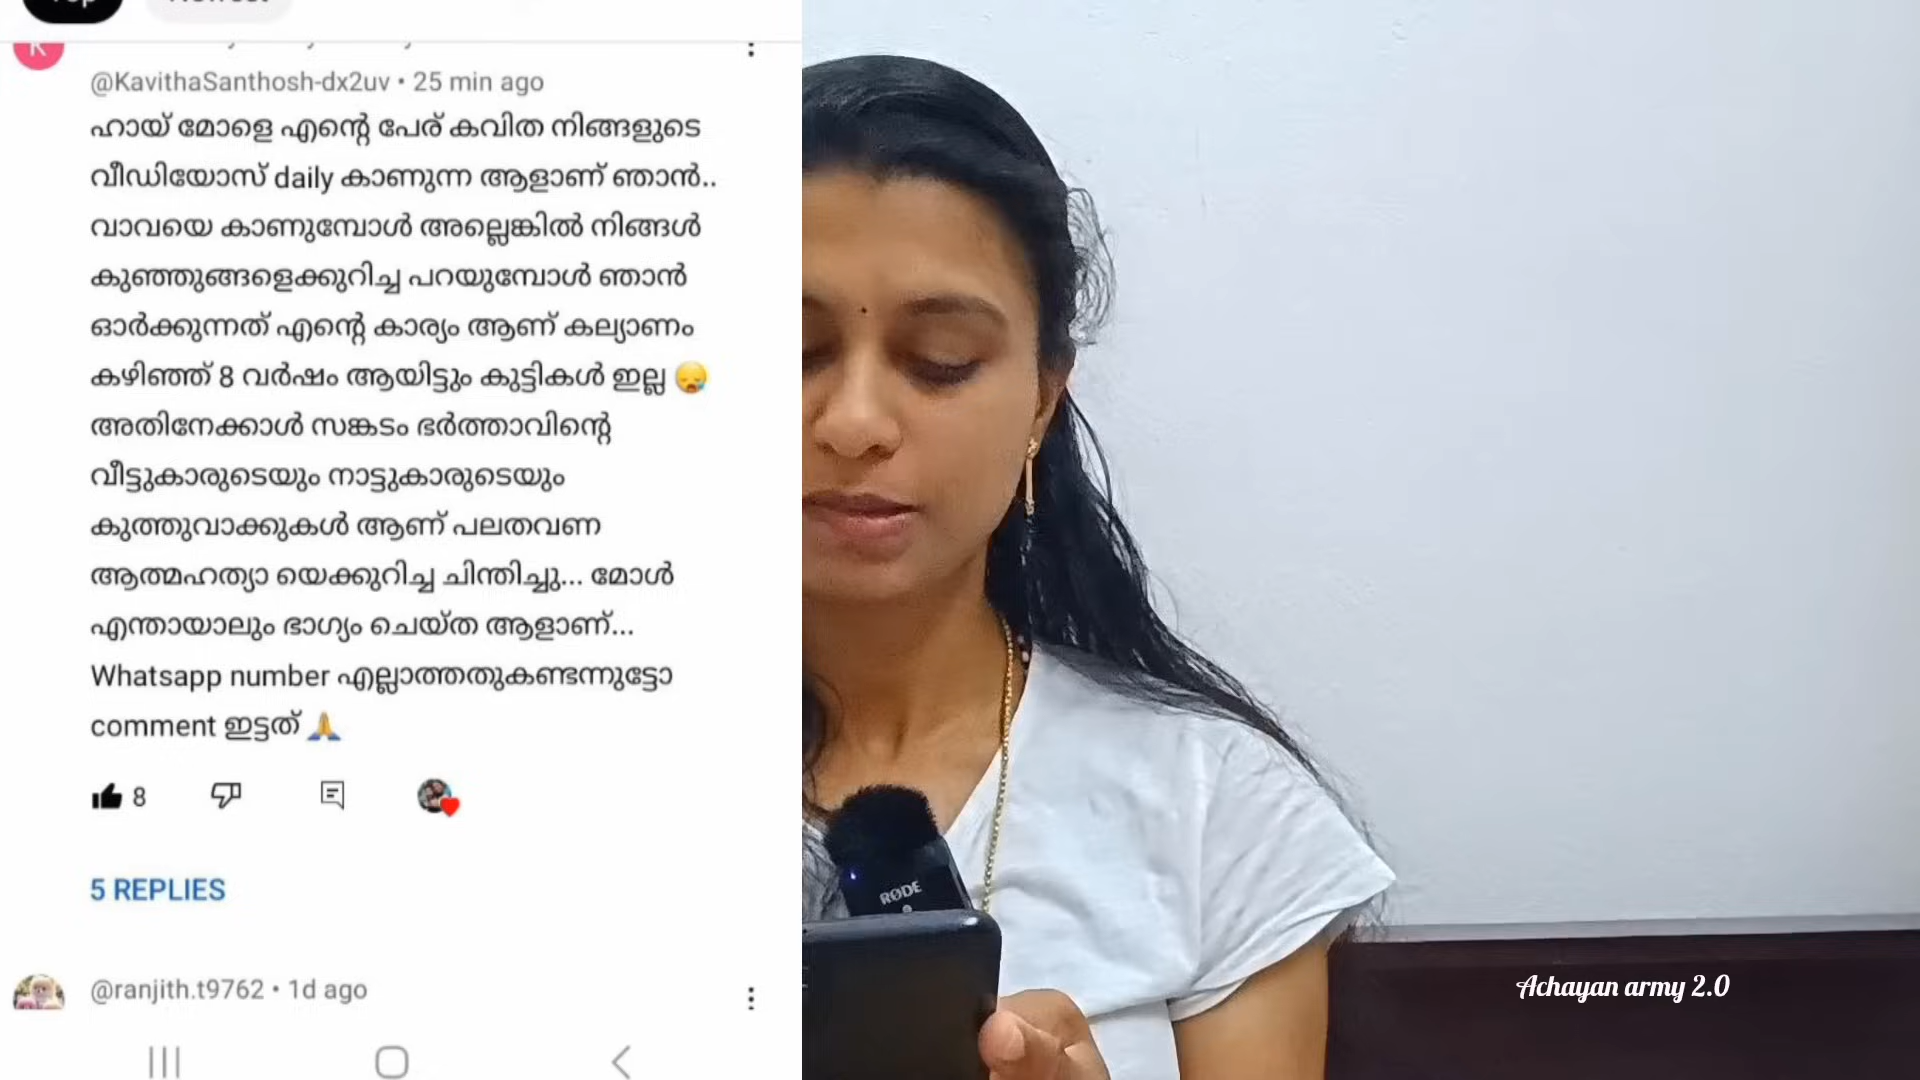 @KavithaSanthosh-dx2uv • 25 min ago
ഹായ് മോളെ എന്റെ പേര് കവിത നിങ്ങളുടെ
വീഡിയോസ് daily കാണുന്ന ആളാണ് ഞാൻ..
വാവയെ കാണുമ്പോൾ അല്ലെങ്കിൽ നിങ്ങൾ
കുഞ്ഞുങ്ങളെക്കുറിച്ച പറയുമ്പോൾ ഞാൻ
ഓർക്കുന്നത് എന്റെ കാര്യം ആണ് കല്യാണം
കഴിഞ്ഞ് 8 വർഷം ആയിട്ടും കുട്ടികൾ ഇല്ല 😪
അതിനേക്കാൾ സങ്കടം ഭർത്താവിന്റെ
വീട്ടുകാരുടെയും നാട്ടുകാരുടെയും
കുത്തുവാക്കുകൾ ആണ് പലതവണ
ആത്മഹത്യാ യെക്കുറിച്ച ചിന്തിച്ചു... മോൾ
എന്തായാലും ഭാഗ്യം ചെയ്ത ആളാണ്...
Whatsapp number എല്ലാത്തതുകണ്ടന്നുട്ടോ
comment ഇട്ടത് 🙏
8
5 REPLIES
@ranjith.t9762 • 1d ago
RØDE
Achayan army 2.0